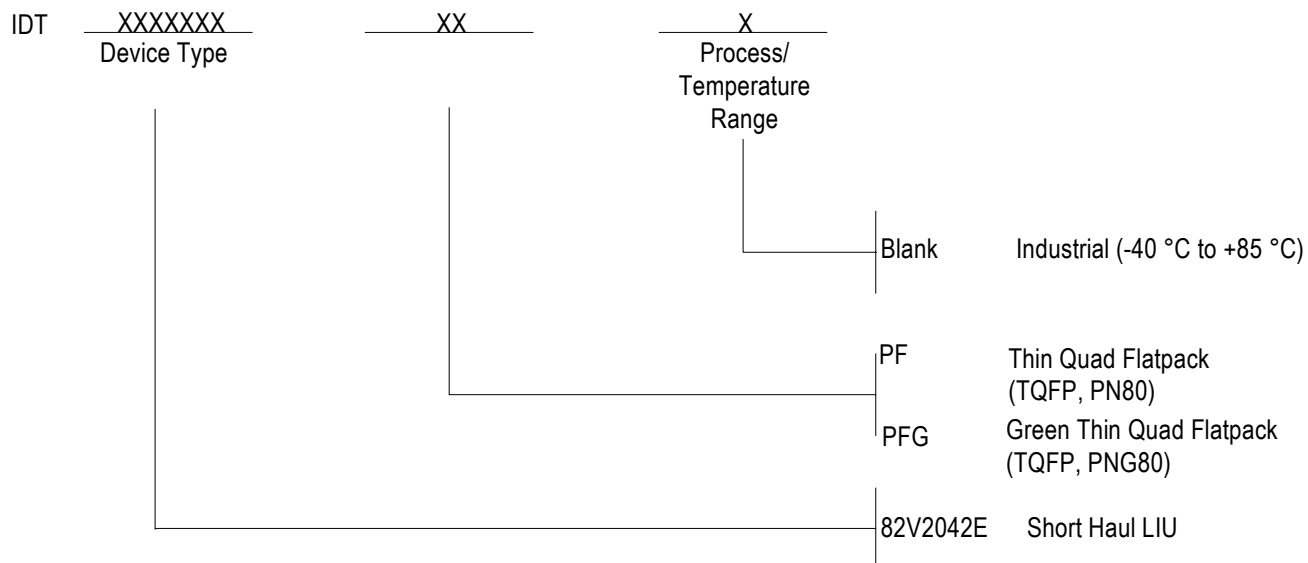 IDT XXXXXXX XX X
Device Type
Process/
Temperature
Range
Blank Industrial (-40 °C to +85 °C)
PF Thin Quad Flatpack
(TQFP, PN80)
PFG Green Thin Quad Flatpack
(TQFP, PNG80)
82V2042E Short Haul LIU